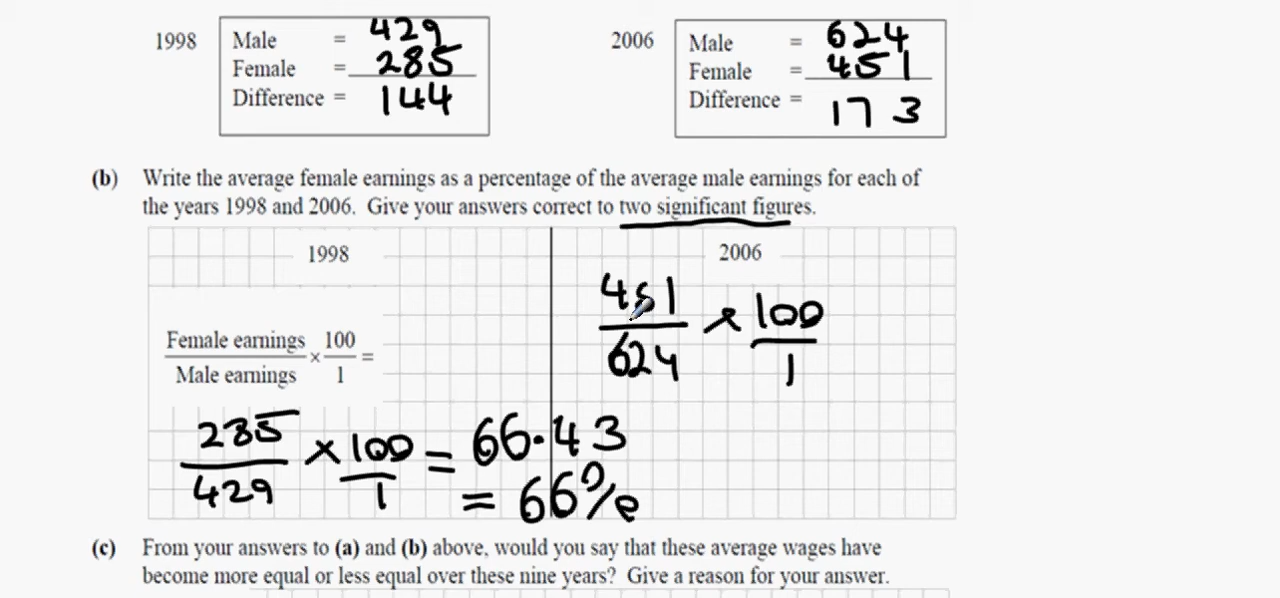 1998 Male = 429
Female = 285
Difference = 144
2006 Male = 624
Female = 451
Difference = 173
(b) Write the average female earnings as a percentage of the average male earnings for each of
the years 1998 and 2006. Give your answers correct to two significant figures.
1998
Female earnings / Male earnings × 100 / 1 =
285 / 429 × 100 / 1 = 66.43
= 66%
2006
451 / 624 × 100 / 1
(c) From your answers to (a) and (b) above, would you say that these average wages have
become more equal or less equal over these nine years? Give a reason for your answer.